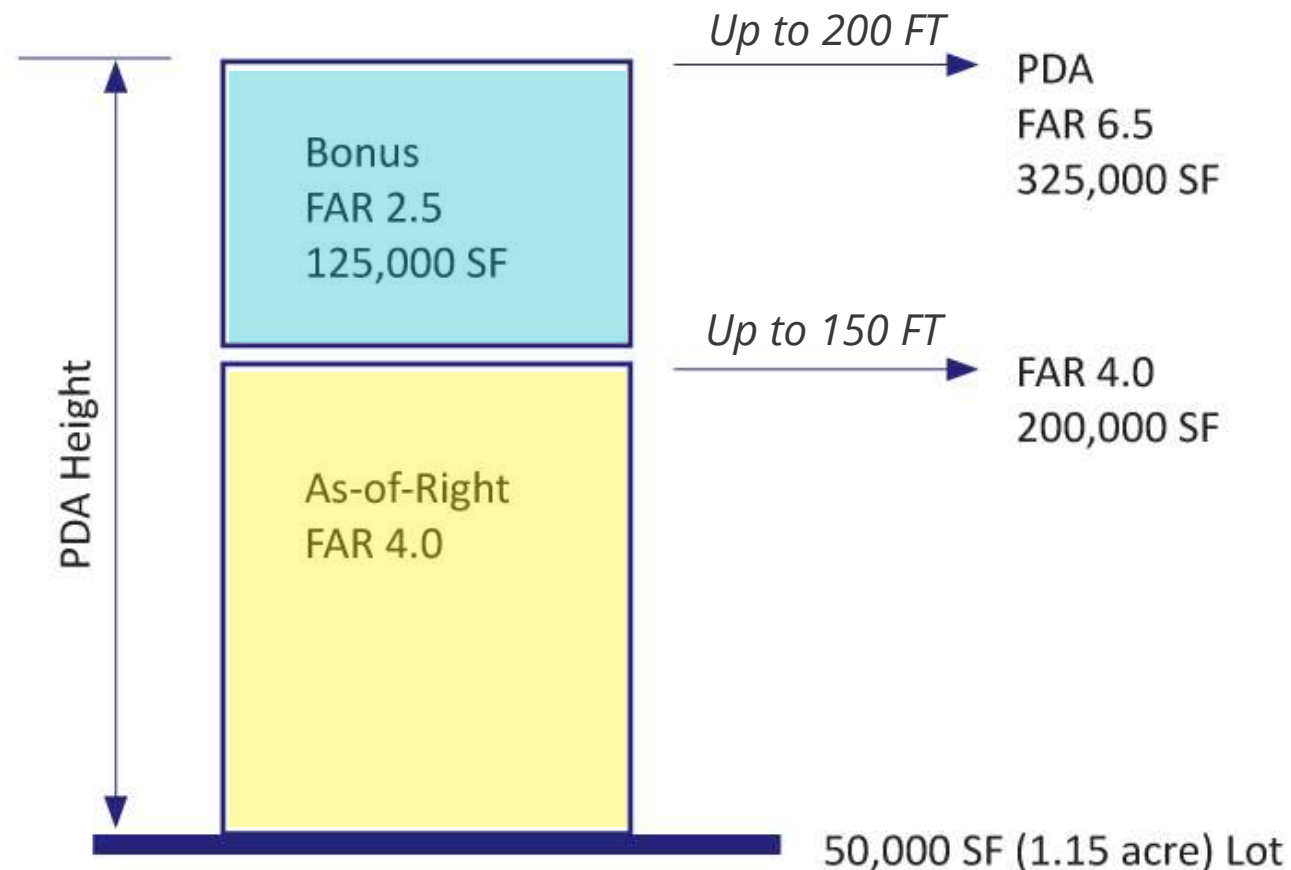 Up to 200 FT
PDA
FAR 6.5
325,000 SF
Bonus
FAR 2.5
125,000 SF
Up to 150 FT
FAR 4.0
200,000 SF
PDA Height
As-of-Right
FAR 4.0
50,000 SF (1.15 acre) Lot